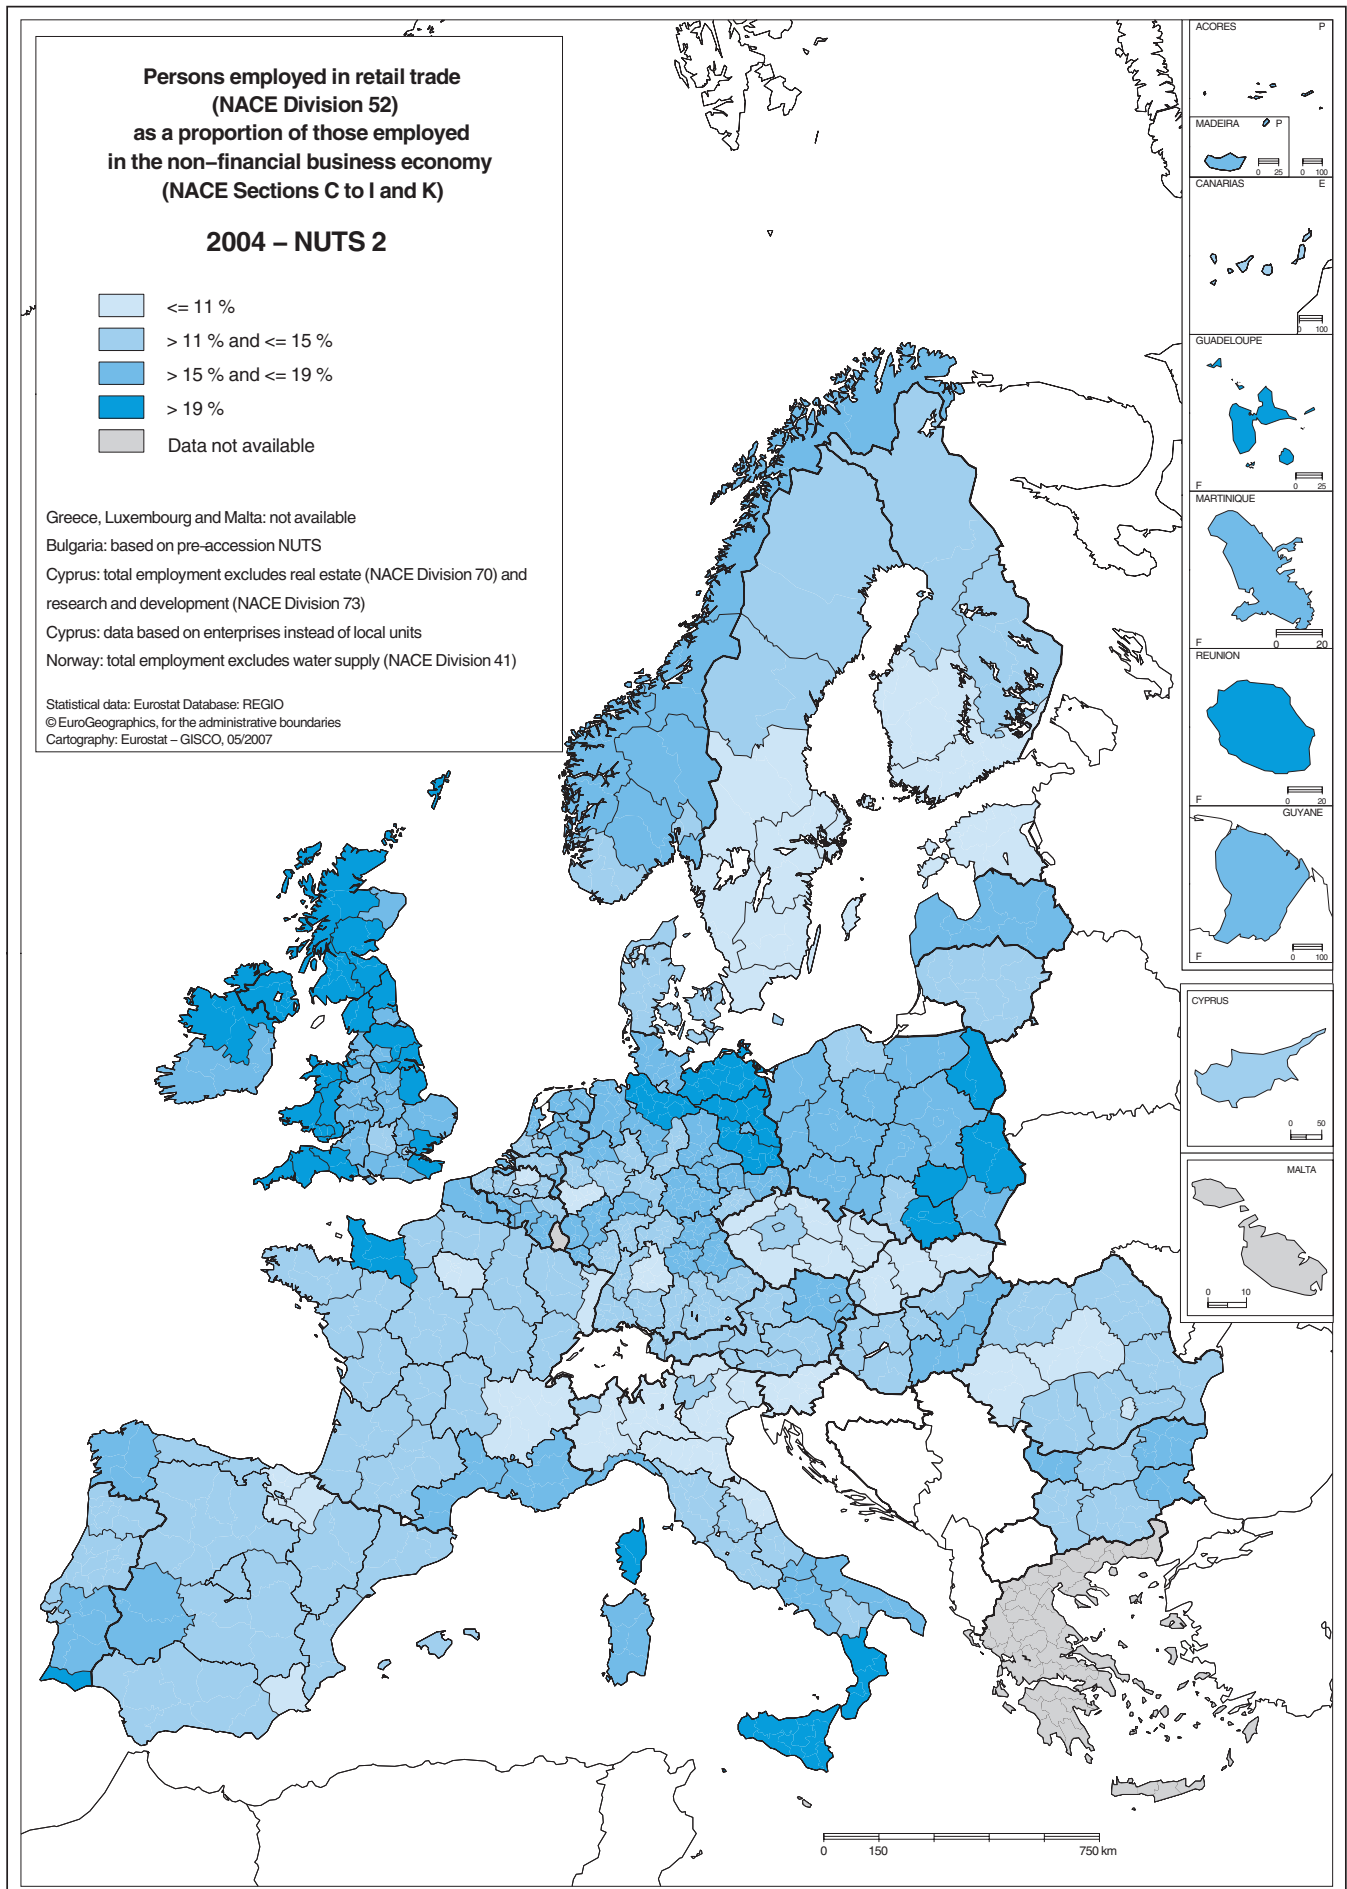 Persons employed in retail trade
(NACE Division 52)
as a proportion of those employed
in the non–financial business economy
(NACE Sections C to I and K)
2004 – NUTS 2
<= 11 %
> 11 % and <= 15 %
> 15 % and <= 19 %
> 19 %
Data not available
Greece, Luxembourg and Malta: not available
Bulgaria: based on pre-accession NUTS
Cyprus: total employment excludes real estate (NACE Division 70) and
research and development (NACE Division 73)
Cyprus: data based on enterprises instead of local units
Norway: total employment excludes water supply (NACE Division 41)
Statistical data: Eurostat Database: REGIO
© EuroGeographics, for the administrative boundaries
Cartography: Eurostat – GISCO, 05/2007
ACORES P
MADEIRA P
0 25
0 100
CANARIAS E
0 100
GUADELOUPE
F
0 25
MARTINIQUE
F
0 20
REUNION
F
0 20
GUYANE
F
0 100
CYPRUS
0 50
MALTA
0 10
0 150 750 km